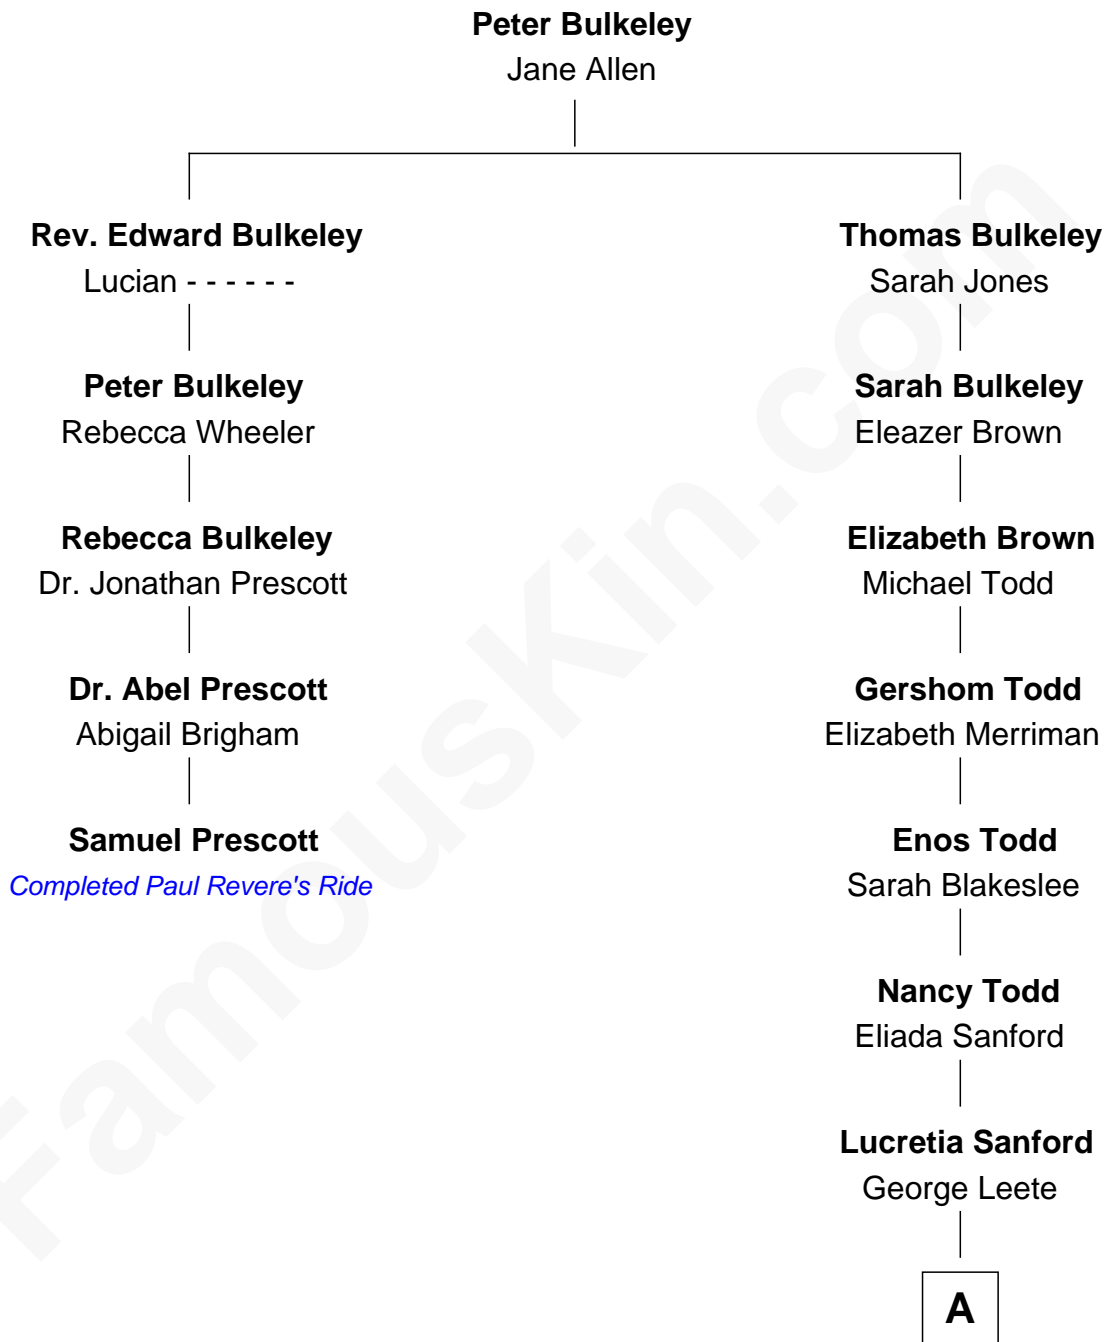 Peter Bulkeley
Jane Allen
Rev. Edward Bulkeley
Lucian - - - - - -
Peter Bulkeley
Rebecca Wheeler
Rebecca Bulkeley
Dr. Jonathan Prescott
Dr. Abel Prescott
Abigail Brigham
Samuel Prescott
Completed Paul Revere's Ride
Thomas Bulkeley
Sarah Jones
Sarah Bulkeley
Eleazer Brown
Elizabeth Brown
Michael Todd
Gershom Todd
Elizabeth Merriman
Enos Todd
Sarah Blakeslee
Nancy Todd
Eliada Sanford
Lucretia Sanford
George Leete
A
FamousKin.com